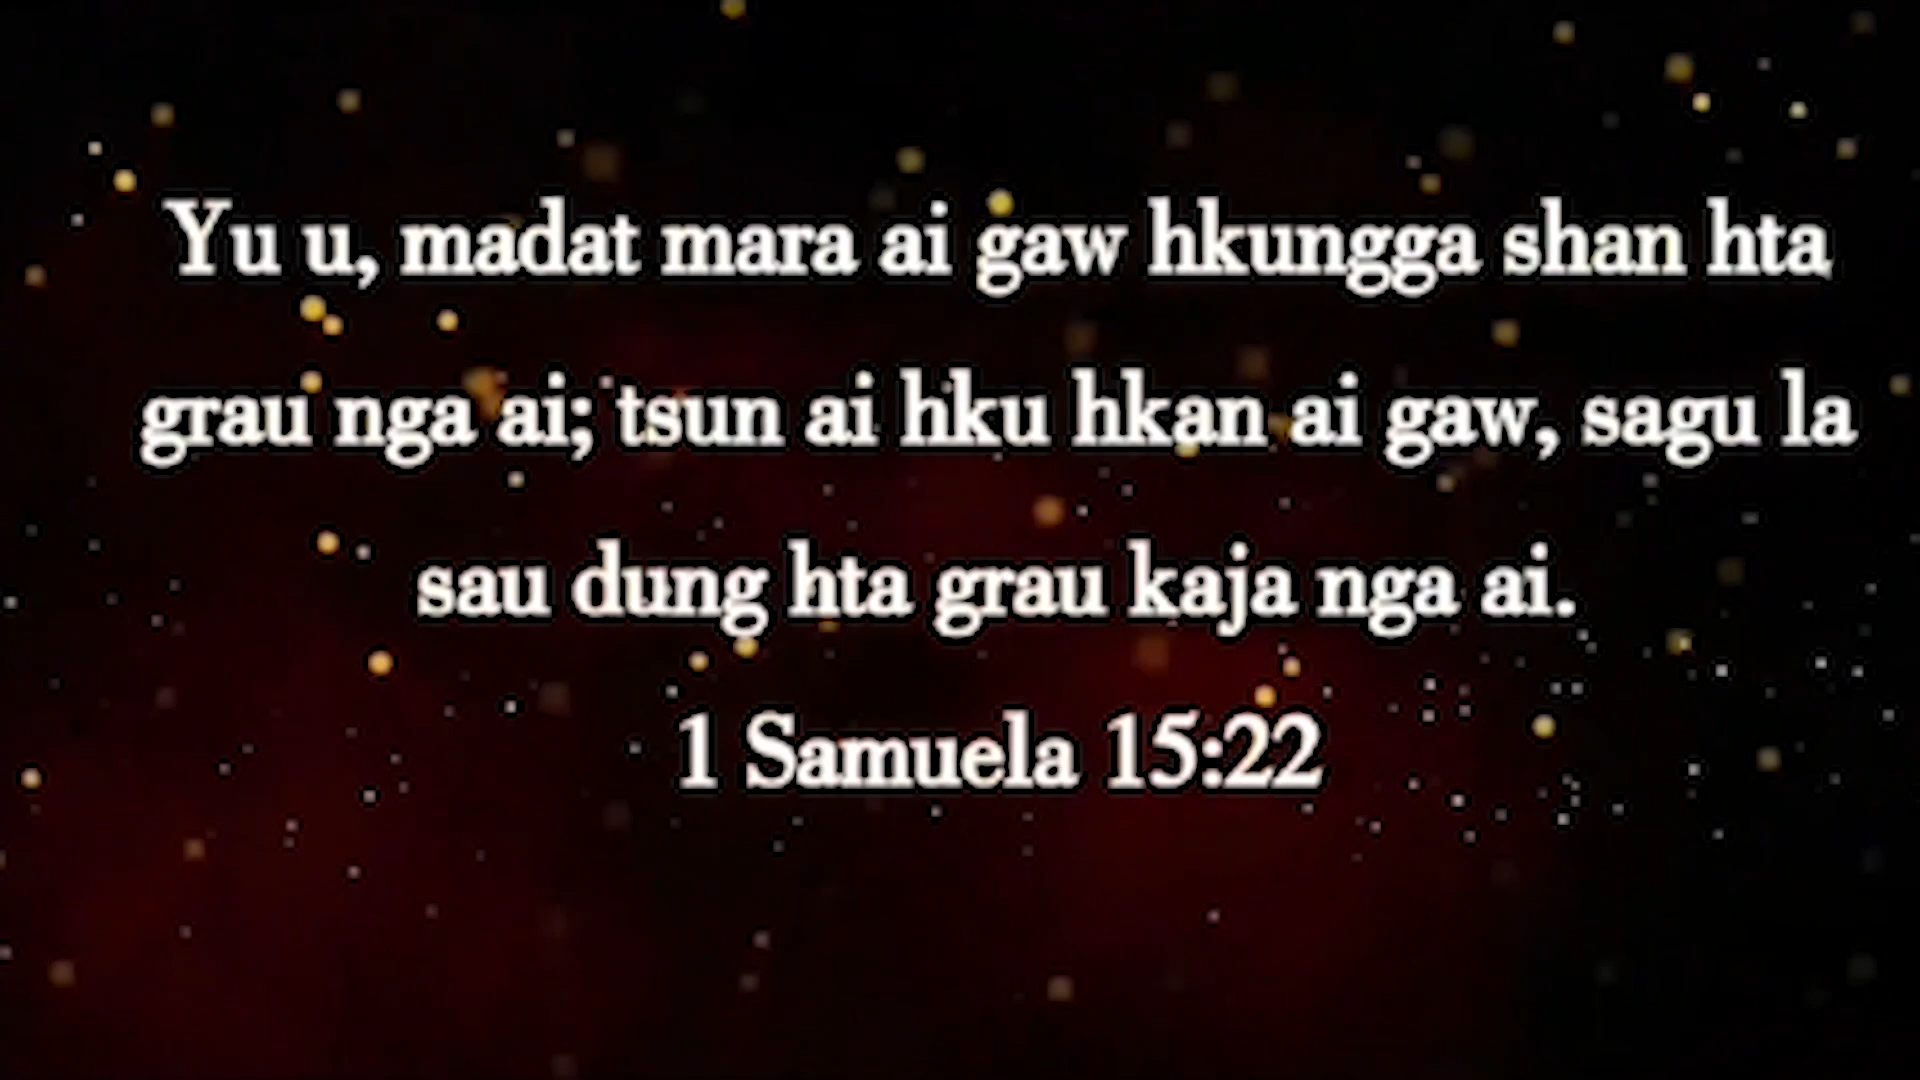 Yu u, madat mara ai gaw hkungga shan hta
grau nga ai; tsun ai hku hkan ai gaw, sagu la
sau dung hta grau kaja nga ai.
1 Samuela 15:22